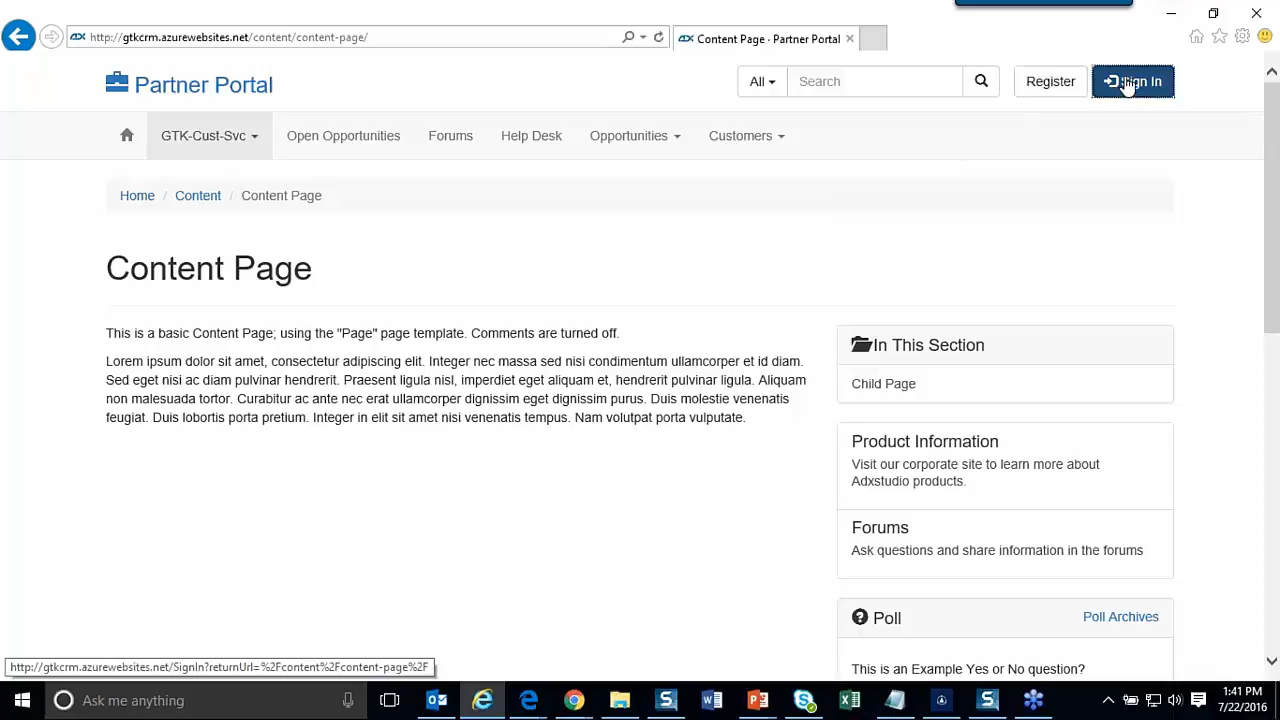 http://gtkcrm.azurewebsites.net/content/content-page/
Content Page · Partner Portal
Partner Portal
All
Search
Register
Sign In
GTK-Cust-Svc
Open Opportunities
Forums
Help Desk
Opportunities
Customers
Home / Content / Content Page
Content Page
This is a basic Content Page; using the "Page" page template. Comments are turned off.
Lorem ipsum dolor sit amet, consectetur adipiscing elit. Integer nec massa sed nisi condimentum ullamcorper et id diam.
Sed eget nisi ac diam pulvinar hendrerit. Praesent ligula nisl, imperdiet eget aliquam et, hendrerit pulvinar ligula. Aliquam
non malesuada tortor. Curabitur ac ante nec erat ullamcorper dignissim eget dignissim purus. Duis molestie venenatis
feugiat. Duis lobortis porta pretium. Integer in elit sit amet nisi venenatis tempus. Nam volutpat porta vulputate.
In This Section
Child Page
Product Information
Visit our corporate site to learn more about
Adxstudio products.
Forums
Ask questions and share information in the forums
Poll
Poll Archives
This is an Example Yes or No question?
http://gtkcrm.azurewebsites.net/SignIn?returnUrl=%2Fcontent%2Fcontent-page%2F
Ask me anything
1:41 PM
7/22/2016